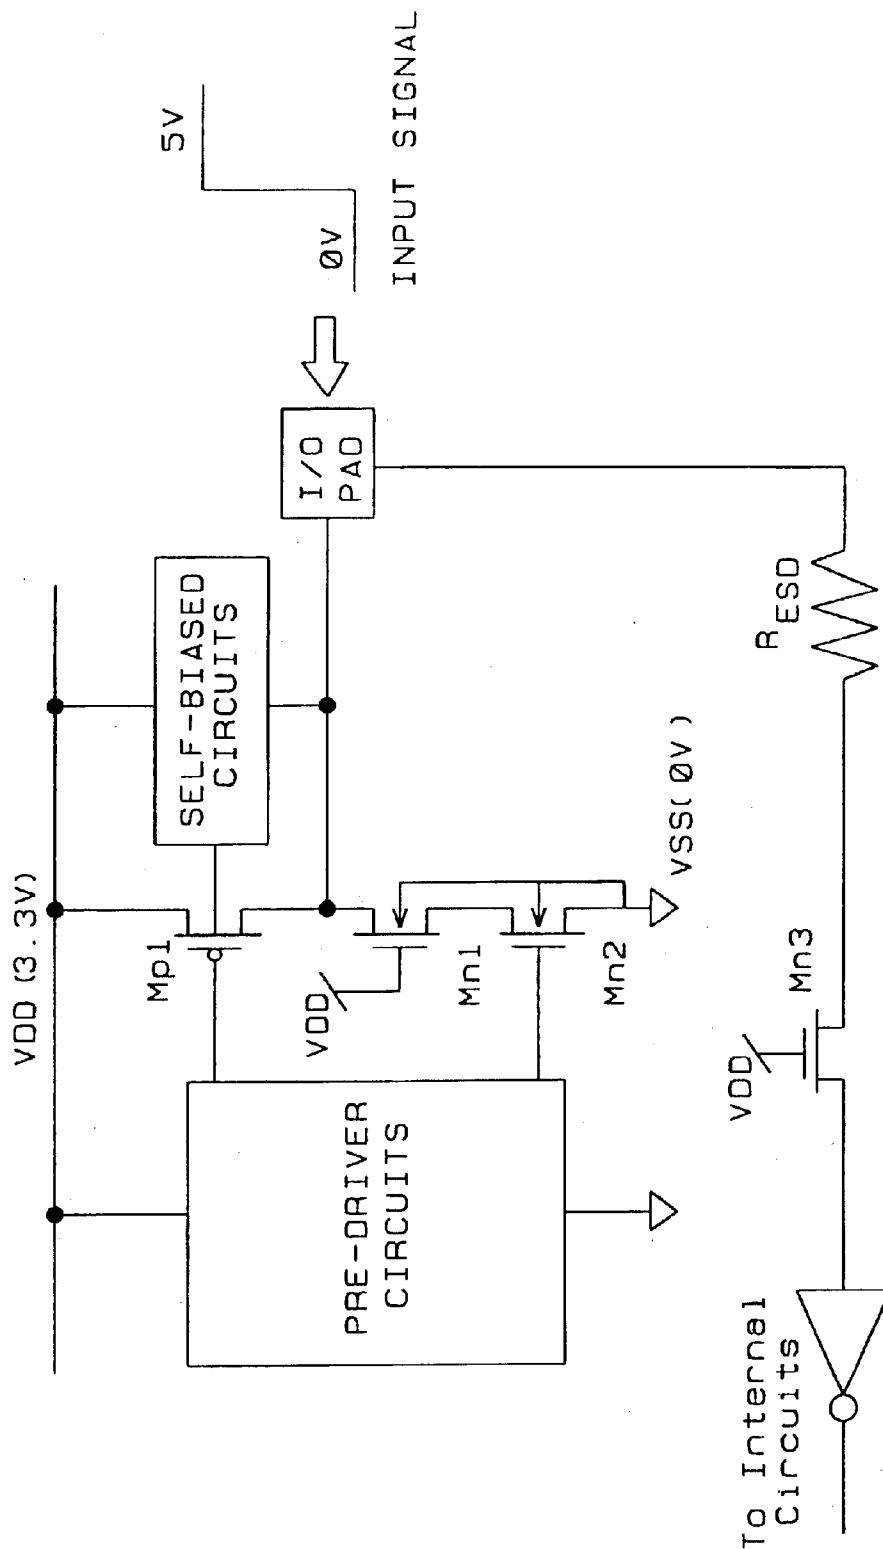 VDD (3.3V)
SELF-BIASED
CIRCUITS
5V
0V
INPUT SIGNAL
I/O
PAD
Mp1
VDD
Mn1
Mn2
VSS(0V)
PRE-DRIVER
CIRCUITS
VDD
Mn3
RESD
To Internal
Circuits